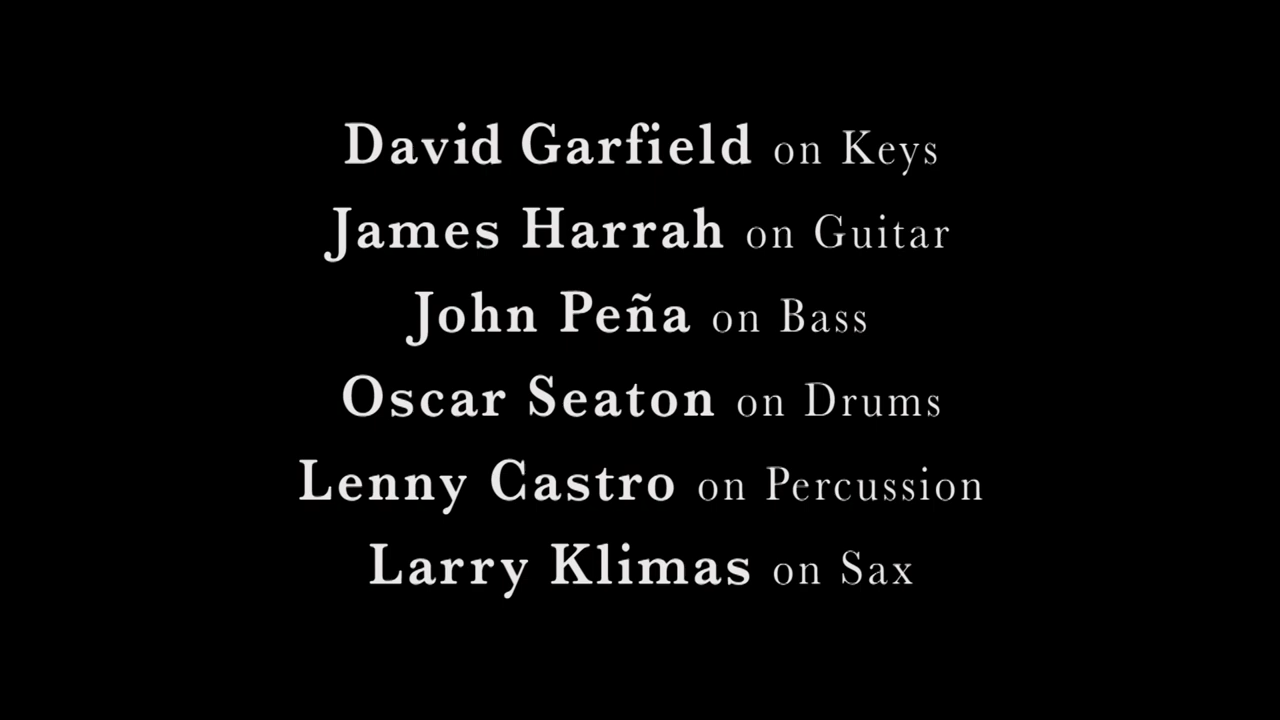 David Garfield on Keys
James Harrah on Guitar
John Peña on Bass
Oscar Seaton on Drums
Lenny Castro on Percussion
Larry Klimas on Sax